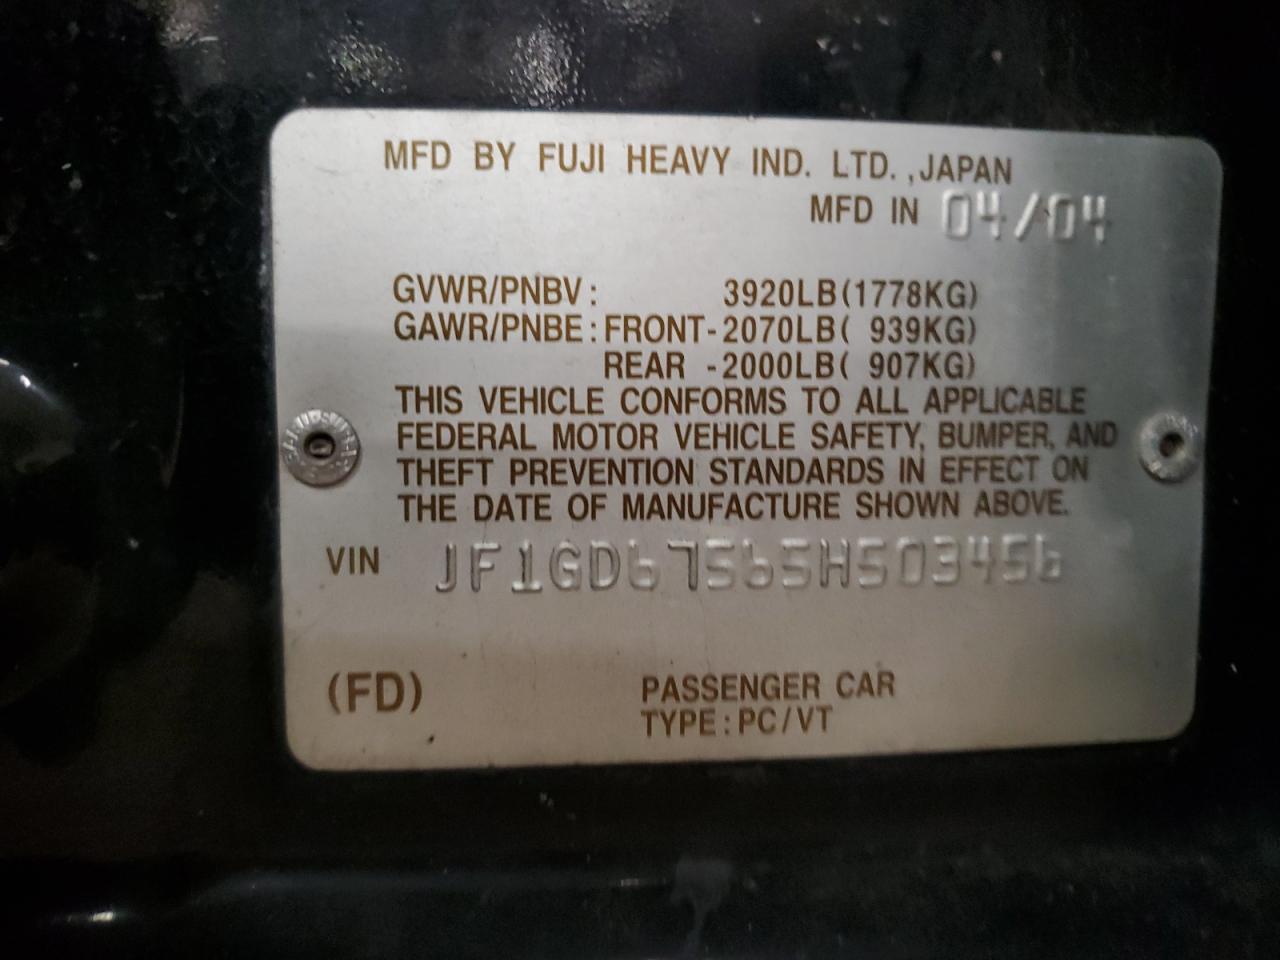 MFD BY FUJI HEAVY IND. LTD., JAPAN
MFD IN 04/04
GVWR/PNBV: 3920LB(1778KG)
GAWR/PNBE: FRONT-2070LB( 939KG)
REAR -2000LB( 907KG)
THIS VEHICLE CONFORMS TO ALL APPLICABLE
FEDERAL MOTOR VEHICLE SAFETY, BUMPER, AND
THEFT PREVENTION STANDARDS IN EFFECT ON
THE DATE OF MANUFACTURE SHOWN ABOVE.
VIN JF1GD67565H503456
(FD) PASSENGER CAR
TYPE:PC/VT